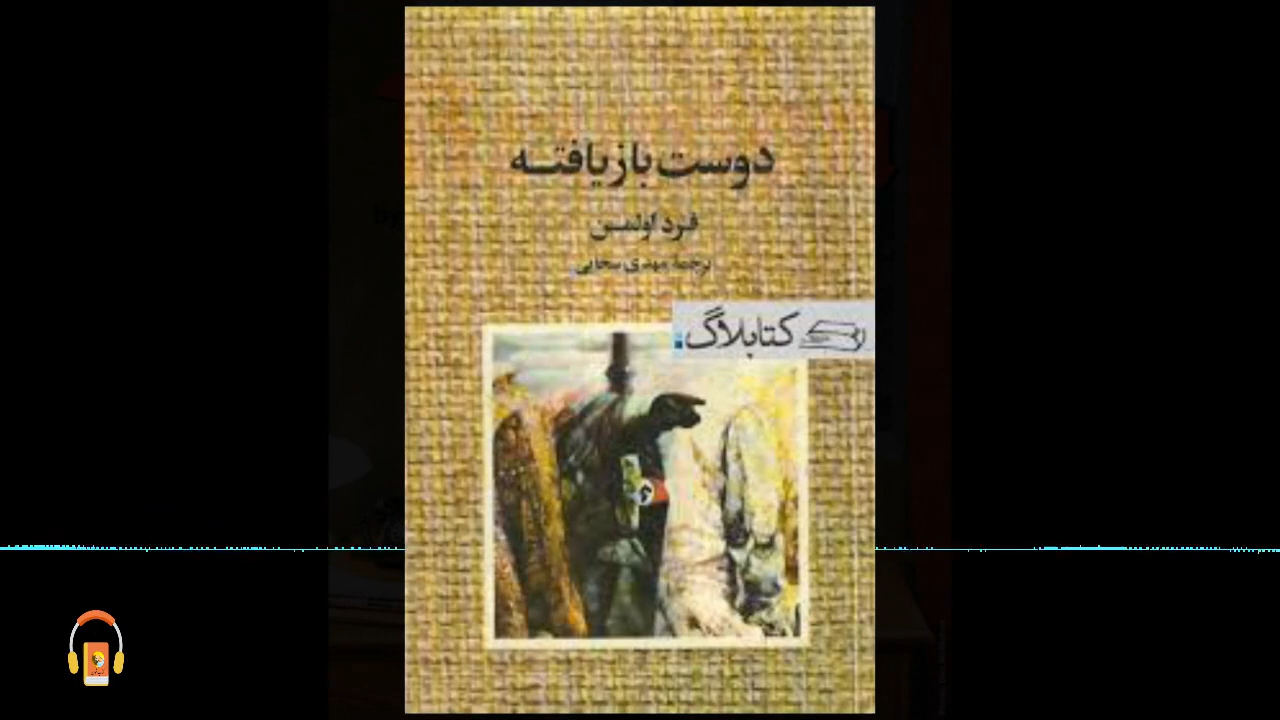 دوست بازیافته
فرد اولمن
ترجمهٔ مهدی سحابی
کتابلاگ